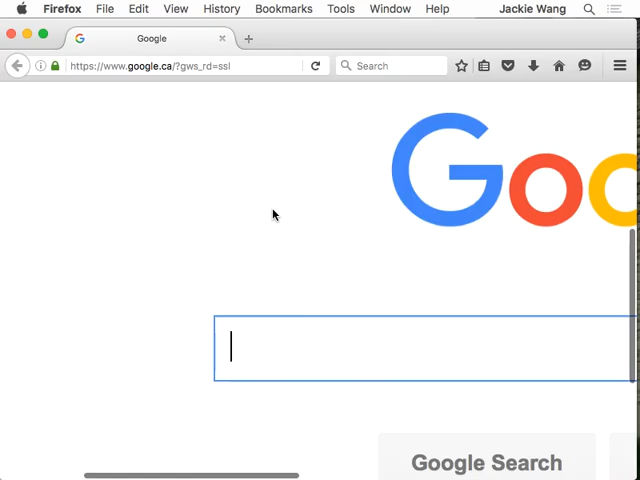 Firefox File Edit View History Bookmarks Tools Window Help Jackie Wang
Google
https://www.google.ca/?gws_rd=ssl Search
Goo
Google Search